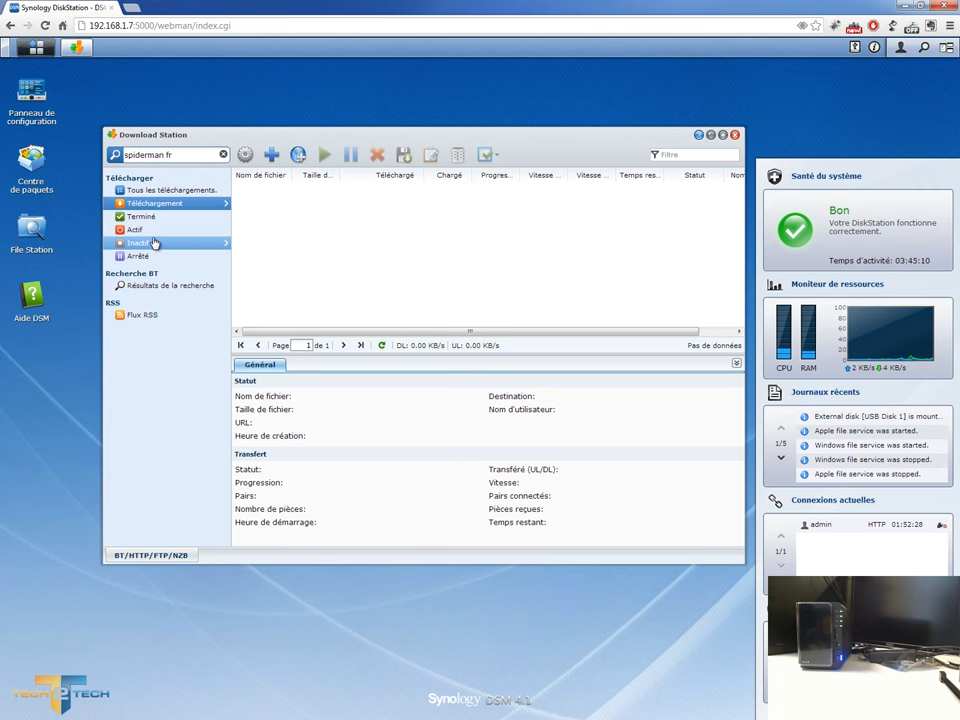 Synology DiskStation - DS4
192.168.1.7:5000/webman/index.cgi
new!
OFF
Panneau de
configuration
Centre
de paquets
File Station
Aide DSM
Download Station
spiderman fr
Filtre
Télécharger
Tous les téléchargements.
Téléchargement
Terminé
Actif
Inactif
Arrêté
Recherche BT
Résultats de la recherche
RSS
Flux RSS
Nom de fichier Taille d... Téléchargé Chargé Progres... Vitesse ... Vitesse ... Temps res... Statut Nom
Page 1 de 1 DL: 0.00 KB/s UL: 0.00 KB/s Pas de données
Général
Statut
Nom de fichier: Destination:
Taille de fichier: Nom d'utilisateur:
URL:
Heure de création:
Transfert
Statut: Transféré (UL/DL):
Progression: Vitesse:
Pairs: Pairs connectés:
Nombre de pièces: Pièces reçues:
Heure de démarrage: Temps restant:
BT/HTTP/FTP/NZB
Santé du système
Bon
Votre DiskStation fonctionne
correctement.
Temps d'activité: 03:45:10
Moniteur de ressources
100
80
60
40
20
0
CPU RAM 2 KB/s 4 KB/s
Journaux récents
External disk [USB Disk 1] is mount...
Apple file service was started.
1/5 Windows file service was started.
Windows file service was stopped.
Apple file service was stopped.
Connexions actuelles
admin HTTP 01:52:28
1/1
TECH2TECH
Synology DSM 4.1